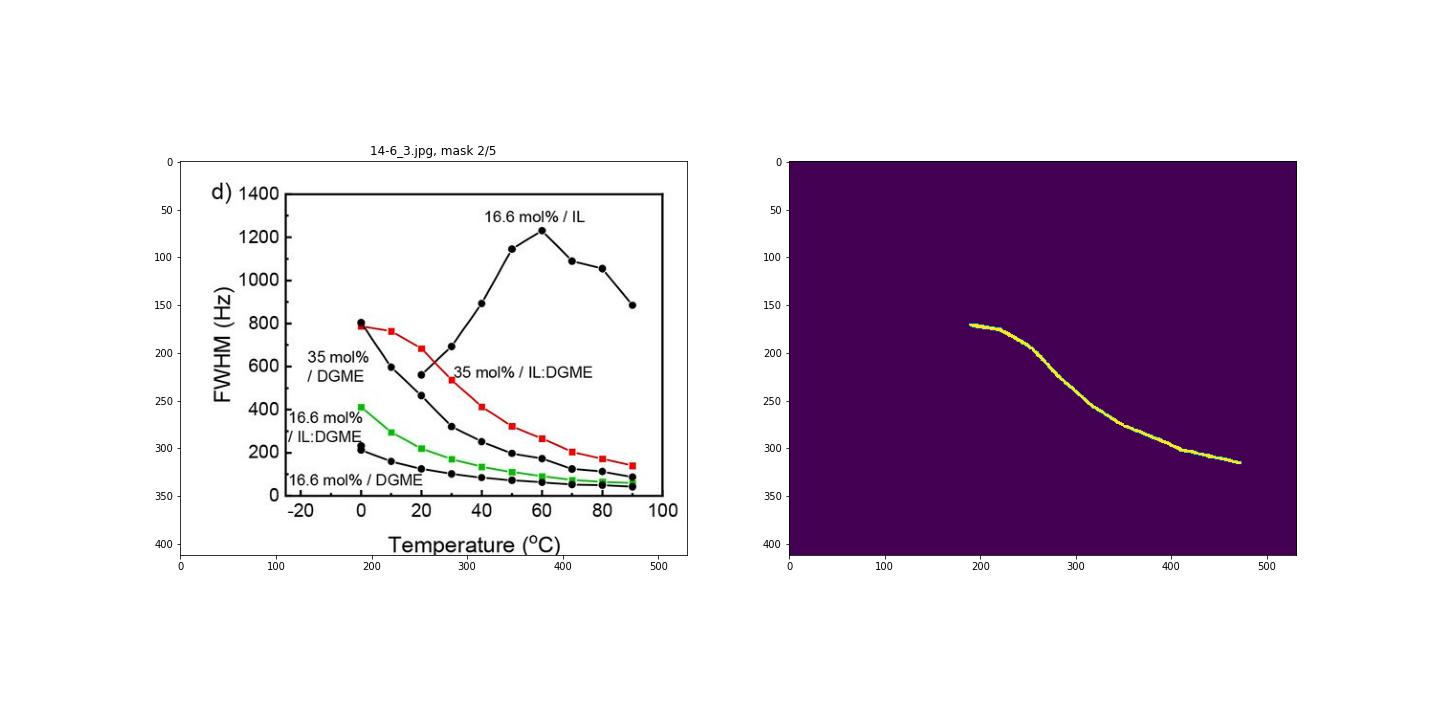 14-6_3.jpg, mask 2/5
d)
1400
1200
1000
800
600
400
200
0
FWHM (Hz)
16.6 mol% / IL
35 mol% / IL:DGME
35 mol%
/ DGME
16.6 mol%
/ IL:DGME
16.6 mol% / DGME
-20 0 20 40 60 80 100
Temperature (°C)
0
50
100
150
200
250
300
350
400
0 100 200 300 400 500
0
50
100
150
200
250
300
350
400
0 100 200 300 400 500